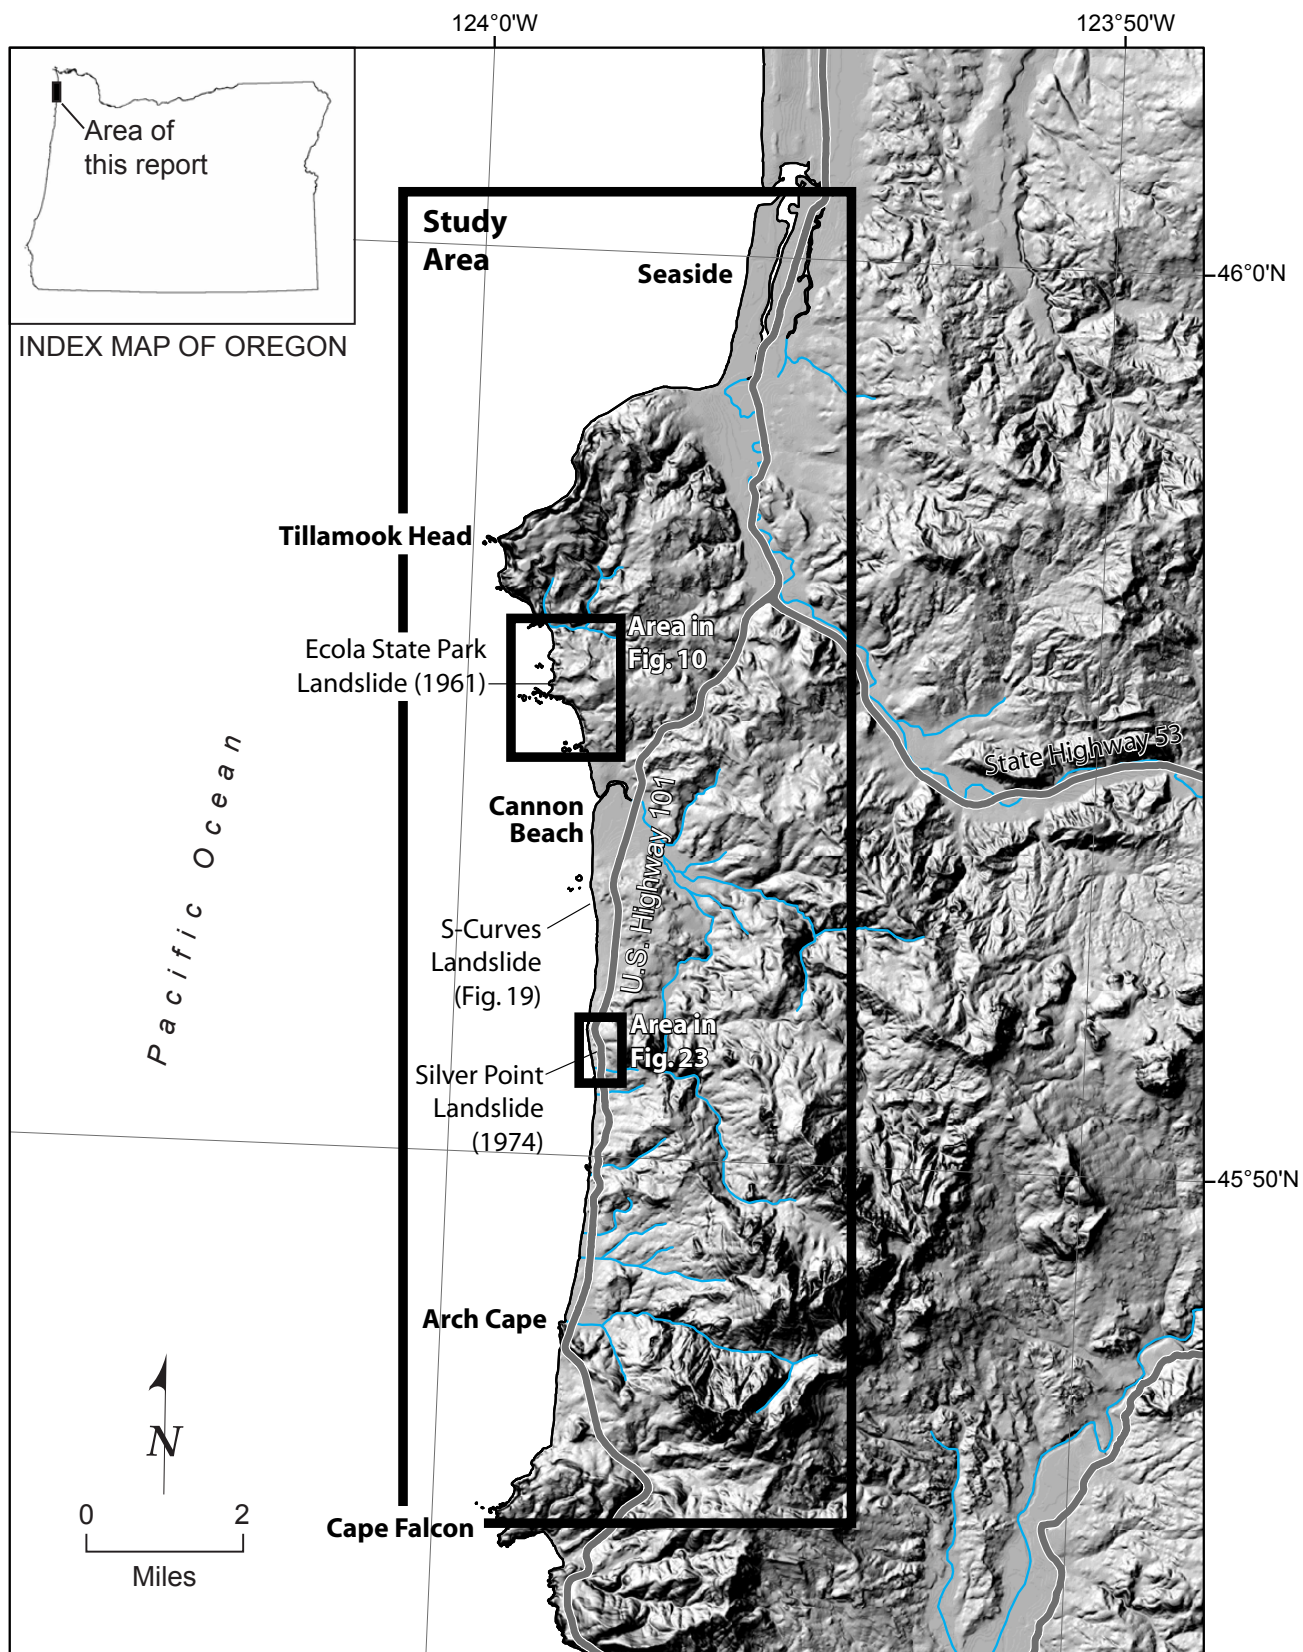 124°0'W
123°50'W
Area of
this report
INDEX MAP OF OREGON
Study
Area
Seaside
46°0'N
Tillamook Head
Area in
Fig. 10
Ecola State Park
Landslide (1961)
State Highway 53
Pacific Ocean
Cannon
Beach
U.S. Highway 101
S-Curves
Landslide
(Fig. 19)
Area in
Fig. 23
Silver Point
Landslide
(1974)
45°50'N
Arch Cape
N
0 2
Miles
Cape Falcon